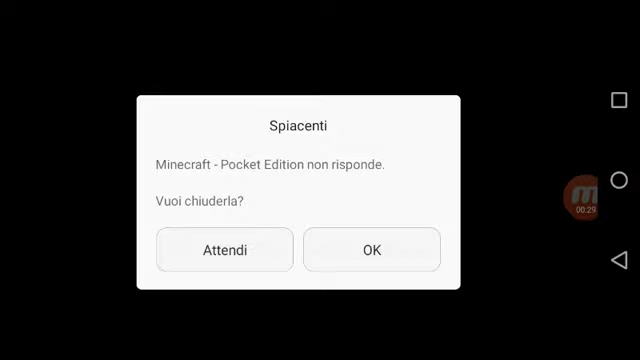 Spiacenti
Minecraft - Pocket Edition non risponde.
Vuoi chiuderla?
Attendi OK
00:29